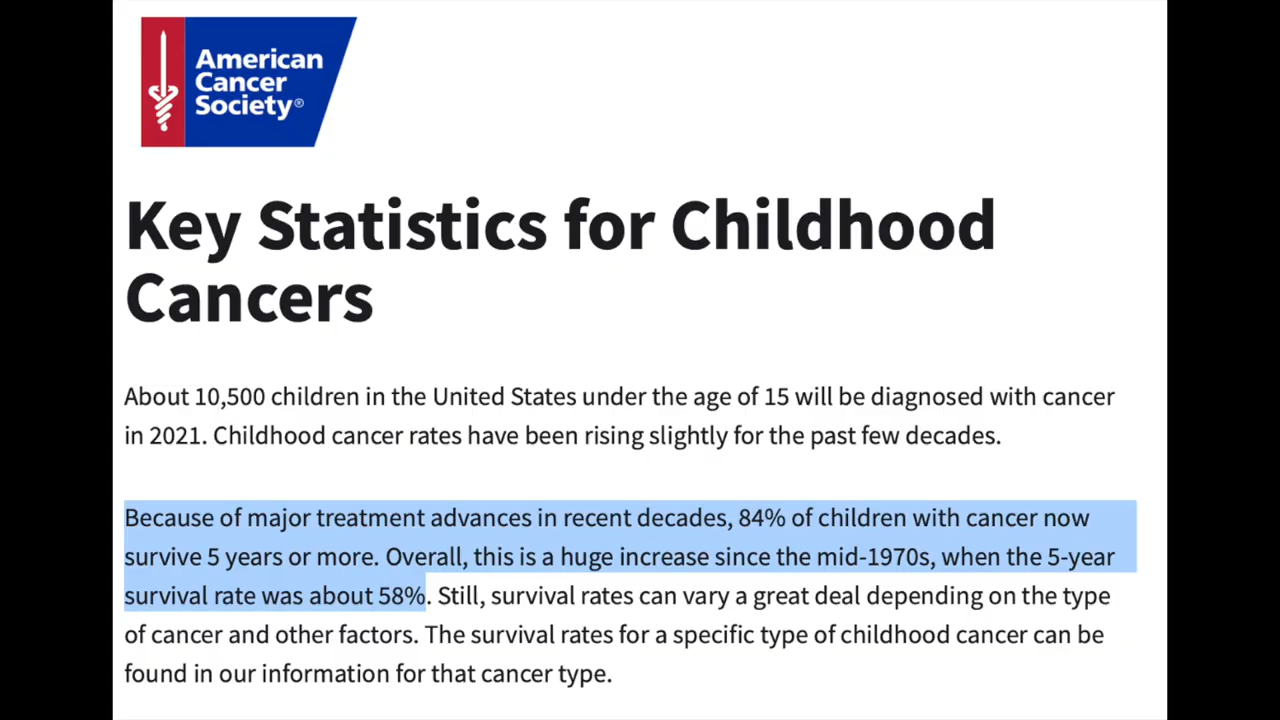 American
Cancer
Society®
Key Statistics for Childhood
Cancers
About 10,500 children in the United States under the age of 15 will be diagnosed with cancer
in 2021. Childhood cancer rates have been rising slightly for the past few decades.
Because of major treatment advances in recent decades, 84% of children with cancer now
survive 5 years or more. Overall, this is a huge increase since the mid-1970s, when the 5-year
survival rate was about 58%. Still, survival rates can vary a great deal depending on the type
of cancer and other factors. The survival rates for a specific type of childhood cancer can be
found in our information for that cancer type.